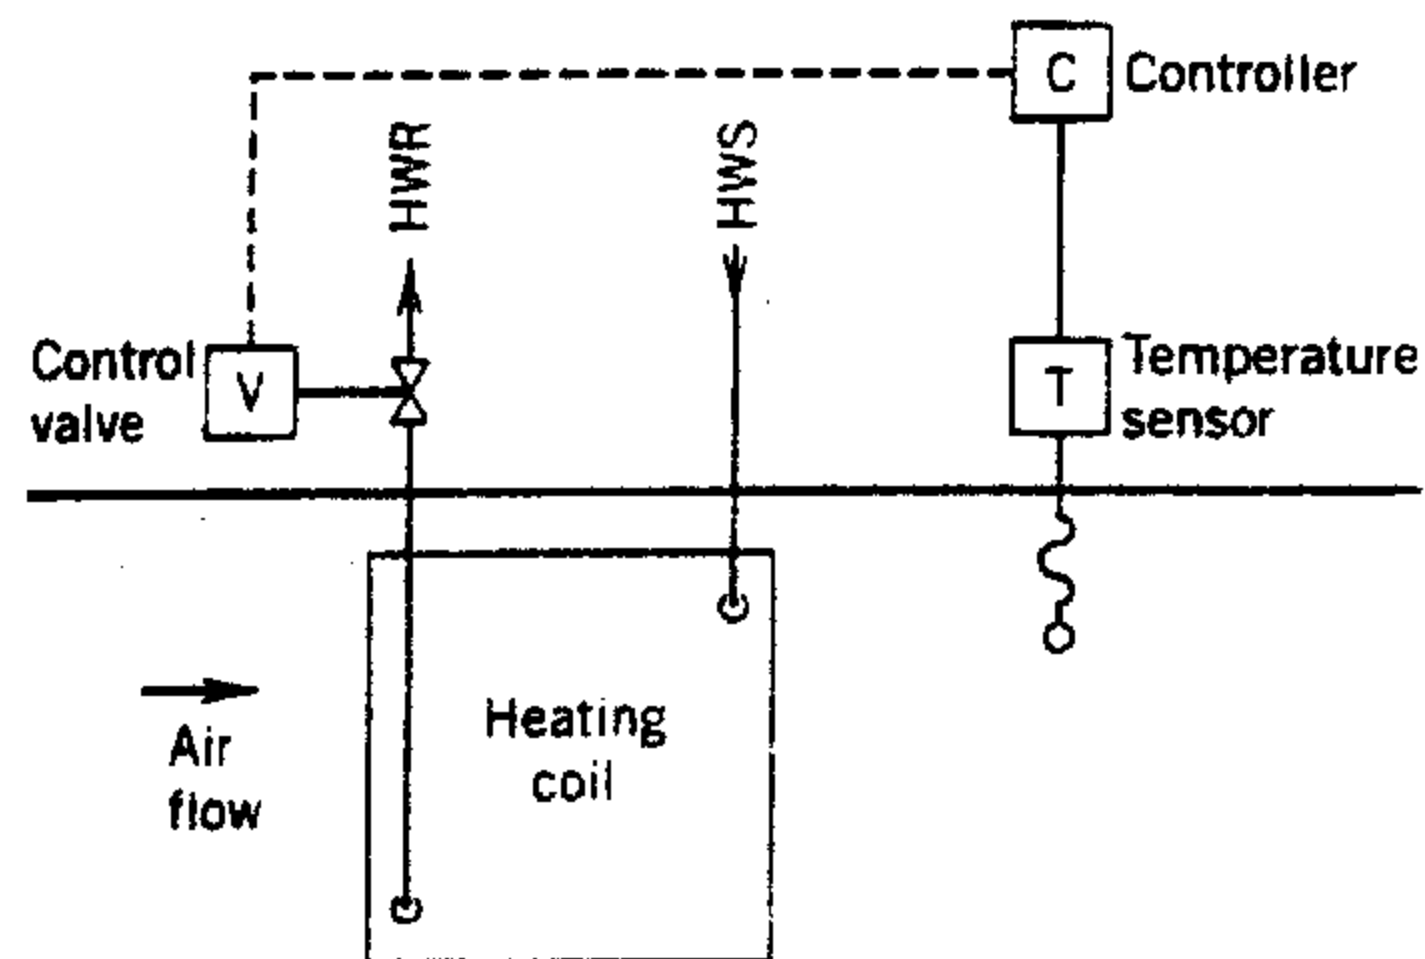 C Controller
HWR
HWS
Control
valve
V
T
Temperature
sensor
Air
flow
Heating
coil